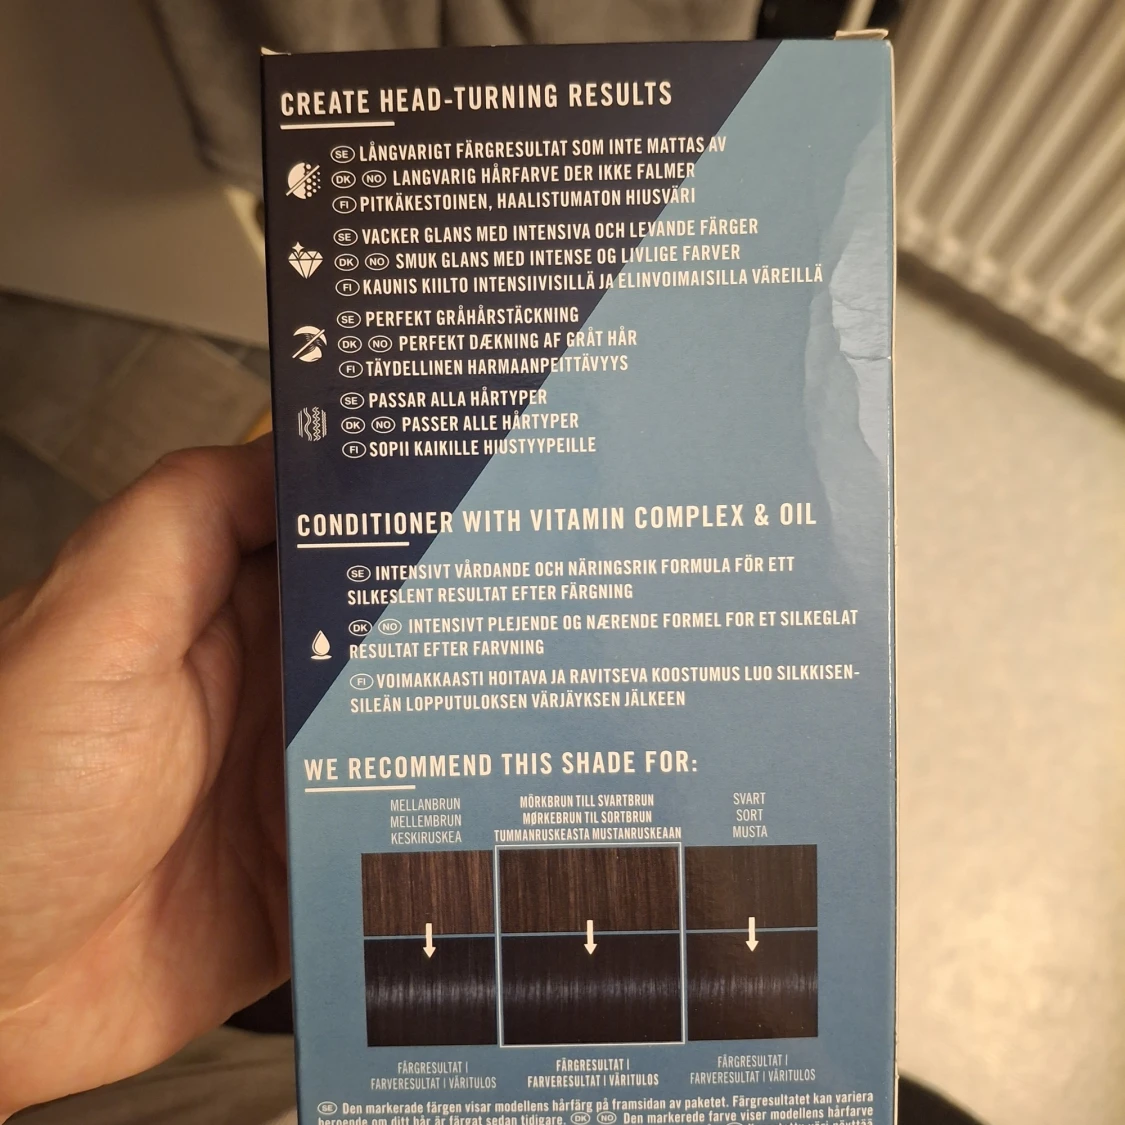 CREATE HEAD-TURNING RESULTS
SE LÅNGVARIGT FÄRGRESULTAT SOM INTE MATTAS AV
DK NO LANGVARIG HÅRFARVE DER IKKE FALMER
FI PITKÄKESTOINEN, HAALISTUMATON HIUSVÄRI
SE VACKER GLANS MED INTENSIVA OCH LEVANDE FÄRGER
DK NO SMUK GLANS MED INTENSE OG LIVLIGE FARVER
FI KAUNIS KIILTO INTENSIIVISILLÄ JA ELINVOIMAISILLA VÄREILLÄ
SE PERFEKT GRÅHÅRSTÄCKNING
DK NO PERFEKT DÆKNING AF GRÅT HÅR
FI TÄYDELLINEN HARMAANPEITTÄVYYS
SE PASSAR ALLA HÅRTYPER
DK NO PASSER ALLE HÅRTYPER
FI SOPII KAIKILLE HIUSTYYPEILLE
CONDITIONER WITH VITAMIN COMPLEX & OIL
SE INTENSIVT VÅRDANDE OCH NÄRINGSRIK FORMULA FÖR ETT
SILKESLENT RESULTAT EFTER FÄRGNING
DK NO INTENSIVT PLEJENDE OG NÆRENDE FORMEL FOR ET SILKEGLAT
RESULTAT EFTER FARVNING
FI VOIMAKKAASTI HOITAVA JA RAVITSEVA KOOSTUMUS LUO SILKKISEN-
SILEÄN LOPPUTULOKSEN VÄRJÄYKSEN JÄLKEEN
WE RECOMMEND THIS SHADE FOR:
MELLANBRUN
MELLEMBRUN
KESKIRUSKEA
MÖRKBRUN TILL SVARTBRUN
MØRKEBRUN TIL SORTBRUN
TUMMANRUSKEASTA MUSTANRUSKEAAN
SVART
SORT
MUSTA
FÄRGRESULTAT I
FARVERESULTAT I VÄRITULOS
FÄRGRESULTAT I
FARVERESULTAT I VÄRITULOS
FÄRGRESULTAT I
FARVERESULTAT I VÄRITULOS
SE Den markerade färgen visar modellens hårfärg på framsidan av paketet. Färgresultatet kan variera
beroende om ditt hår är färgat sedan tidigare. DK NO Den markerede farve viser modellens hårfarve